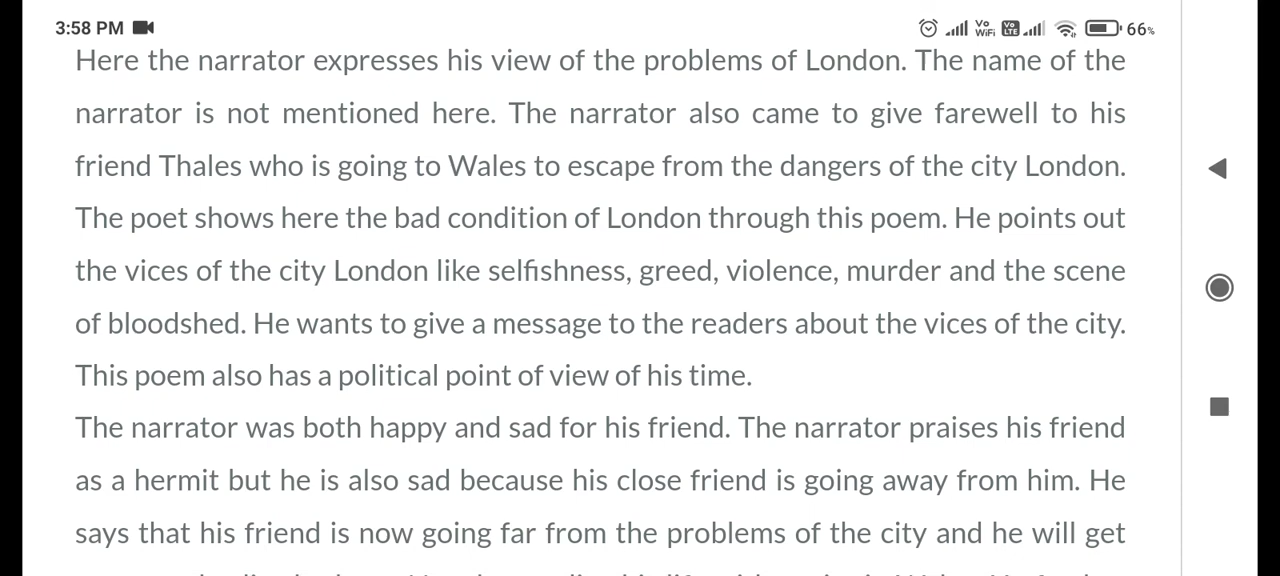 3:58 PM
Vo WiFi Vo LTE 66%
Here the narrator expresses his view of the problems of London. The name of the
narrator is not mentioned here. The narrator also came to give farewell to his
friend Thales who is going to Wales to escape from the dangers of the city London.
The poet shows here the bad condition of London through this poem. He points out
the vices of the city London like selfishness, greed, violence, murder and the scene
of bloodshed. He wants to give a message to the readers about the vices of the city.
This poem also has a political point of view of his time.
The narrator was both happy and sad for his friend. The narrator praises his friend
as a hermit but he is also sad because his close friend is going away from him. He
says that his friend is now going far from the problems of the city and he will get